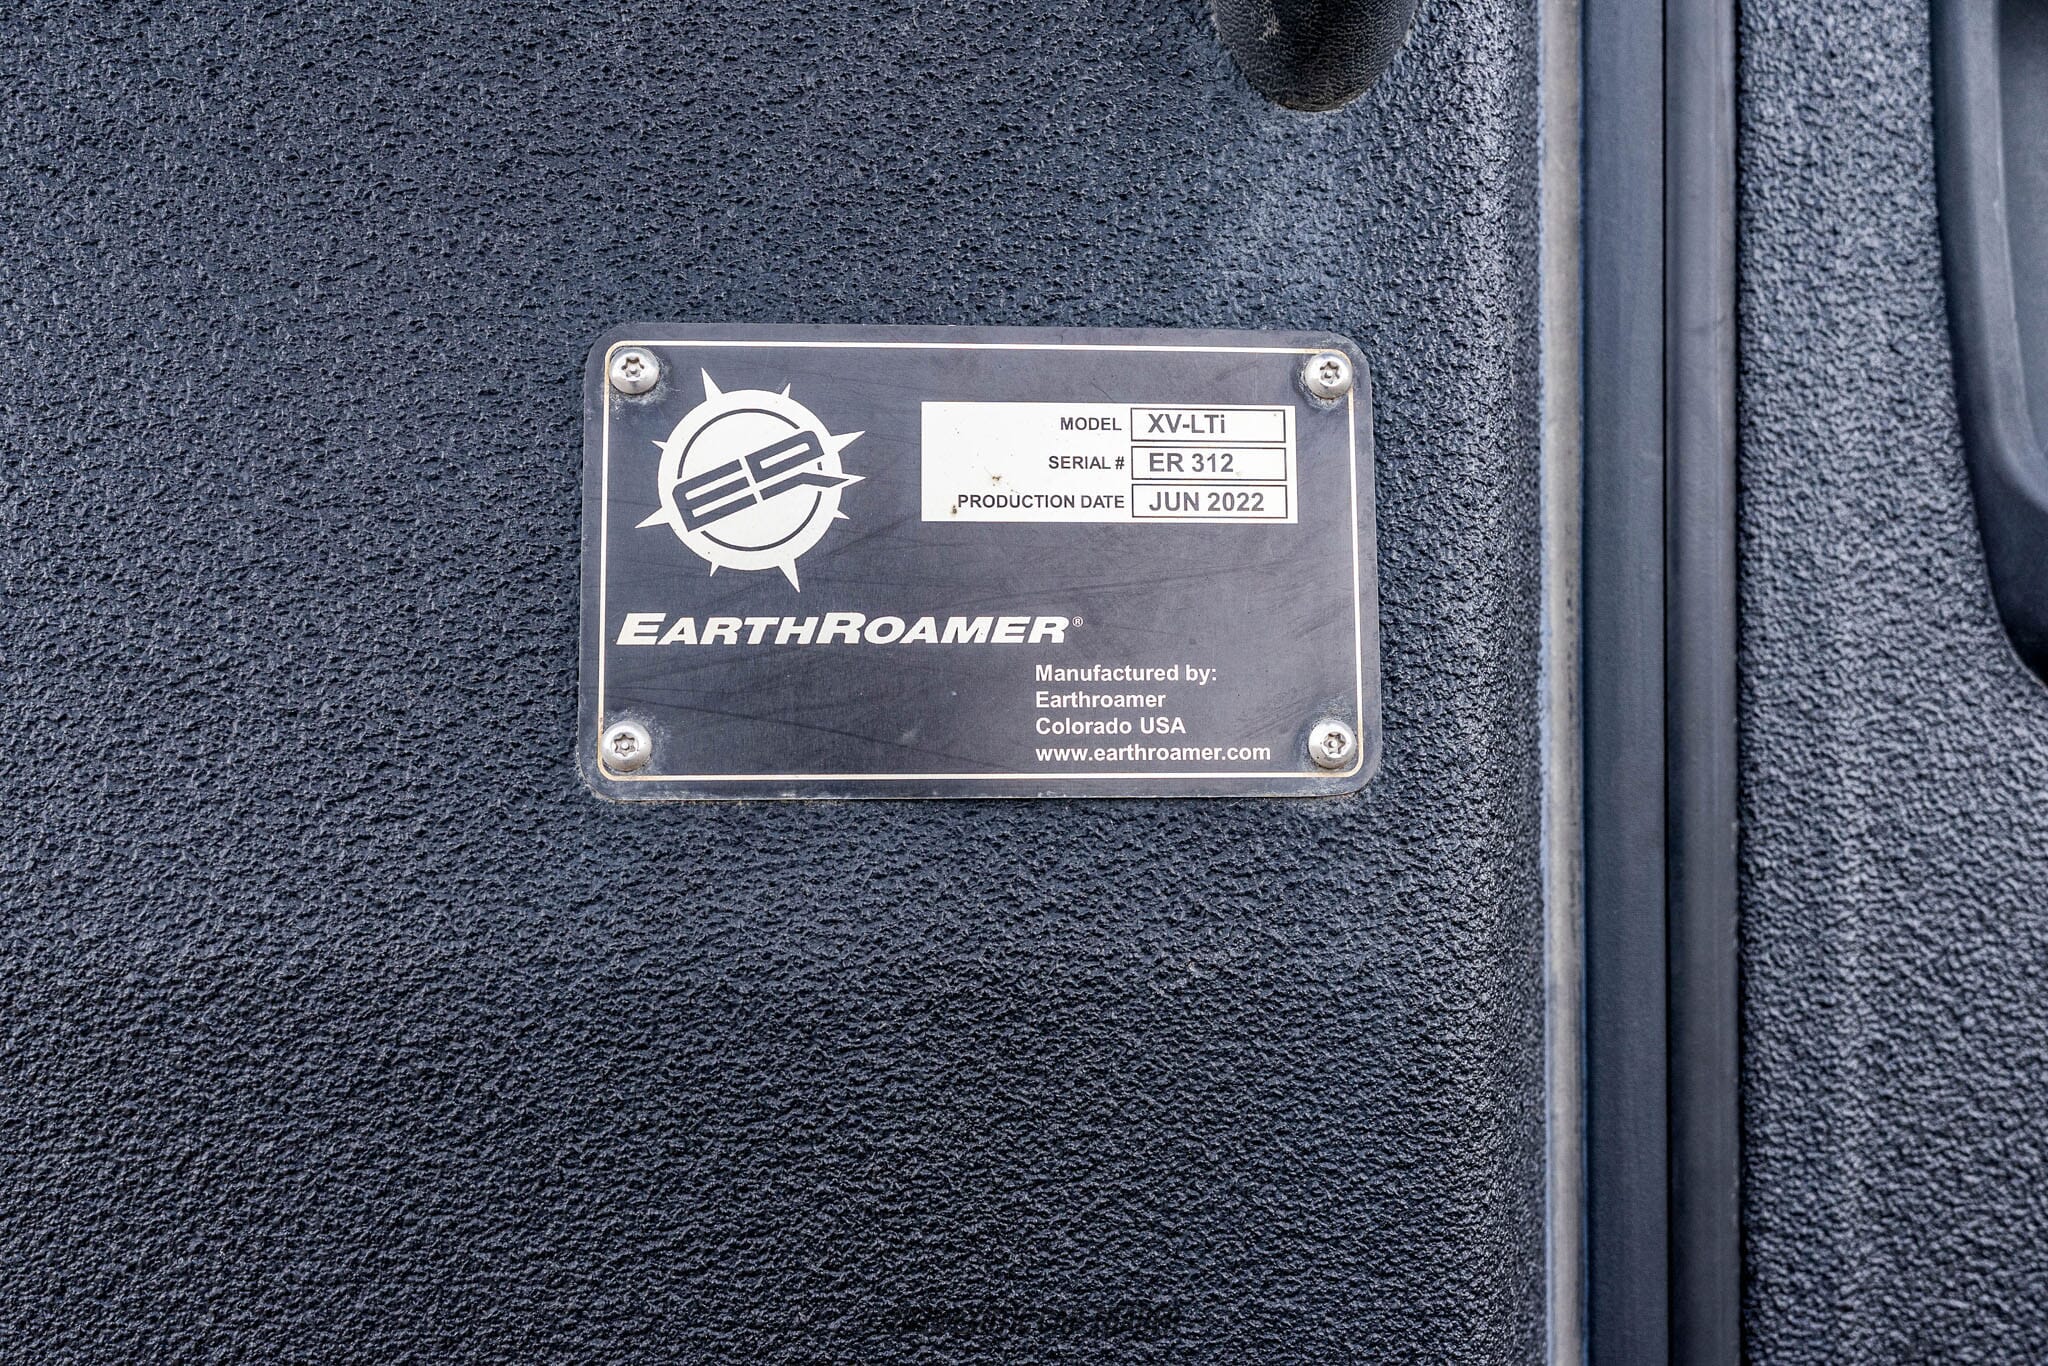 ER
MODEL XV-LTi
SERIAL # ER 312
PRODUCTION DATE JUN 2022
EARTHROAMER®
Manufactured by:
Earthroamer
Colorado USA
www.earthroamer.com